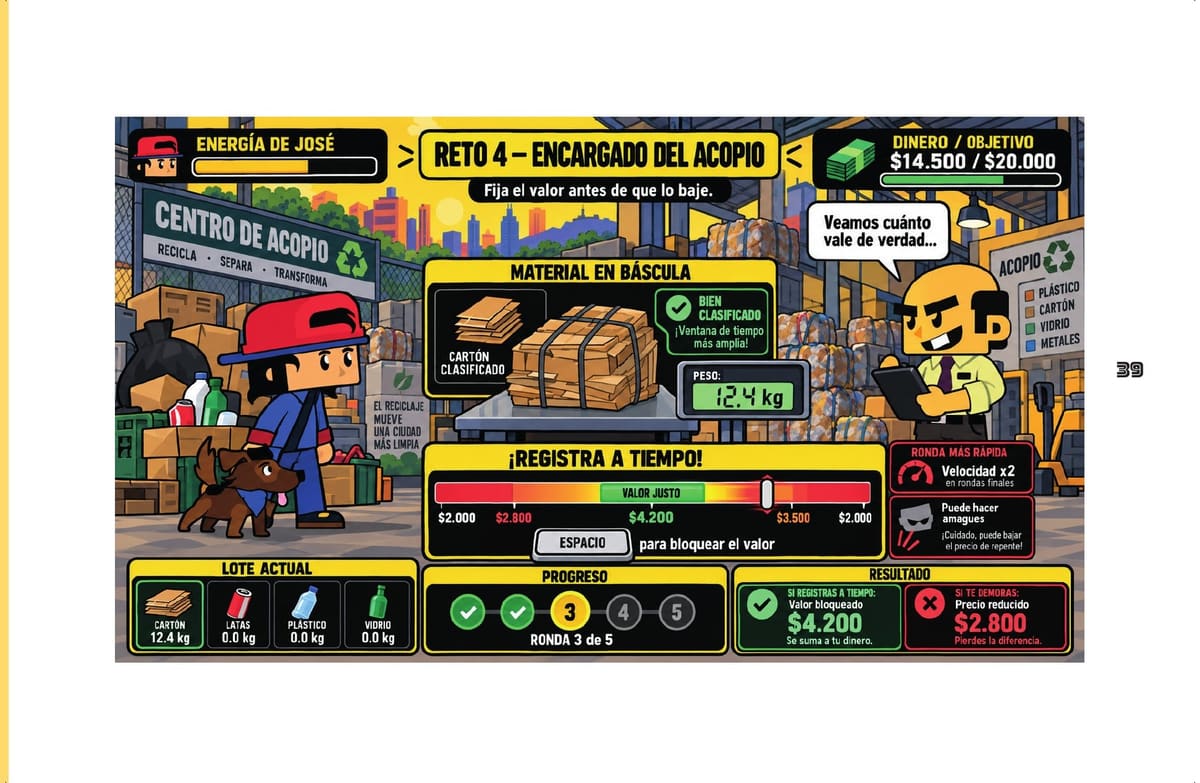 ENERGÍA DE JOSÉ
> RETO 4 – ENCARGADO DEL ACOPIO <
Fija el valor antes de que lo baje.
DINERO / OBJETIVO
$14.500 / $20.000
CENTRO DE ACOPIO
RECICLA · SEPARA · TRANSFORMA
Veamos cuánto
vale de verdad...
ACOPIO
PLÁSTICO
CARTÓN
VIDRIO
METALES
MATERIAL EN BÁSCULA
CARTÓN
CLASIFICADO
BIEN
CLASIFICADO
¡Ventana de tiempo
más amplia!
PESO:
12.4 kg
EL RECICLAJE
MUEVE
UNA CIUDAD
MÁS LIMPIA
39
¡REGISTRA A TIEMPO!
VALOR JUSTO
$2.000 $2.800 $4.200 $3.500 $2.000
ESPACIO para bloquear el valor
RONDA MÁS RÁPIDA
Velocidad x2
en rondas finales
Puede hacer
amagues
¡Cuidado, puede bajar
el precio de repente!
LOTE ACTUAL
CARTÓN
12.4 kg
LATAS
0.0 kg
PLÁSTICO
0.0 kg
VIDRIO
0.0 kg
PROGRESO
3 4 5
RONDA 3 de 5
RESULTADO
SI REGISTRAS A TIEMPO:
Valor bloqueado
$4.200
Se suma a tu dinero.
SI TE DEMORAS:
Precio reducido
$2.800
Pierdes la diferencia.